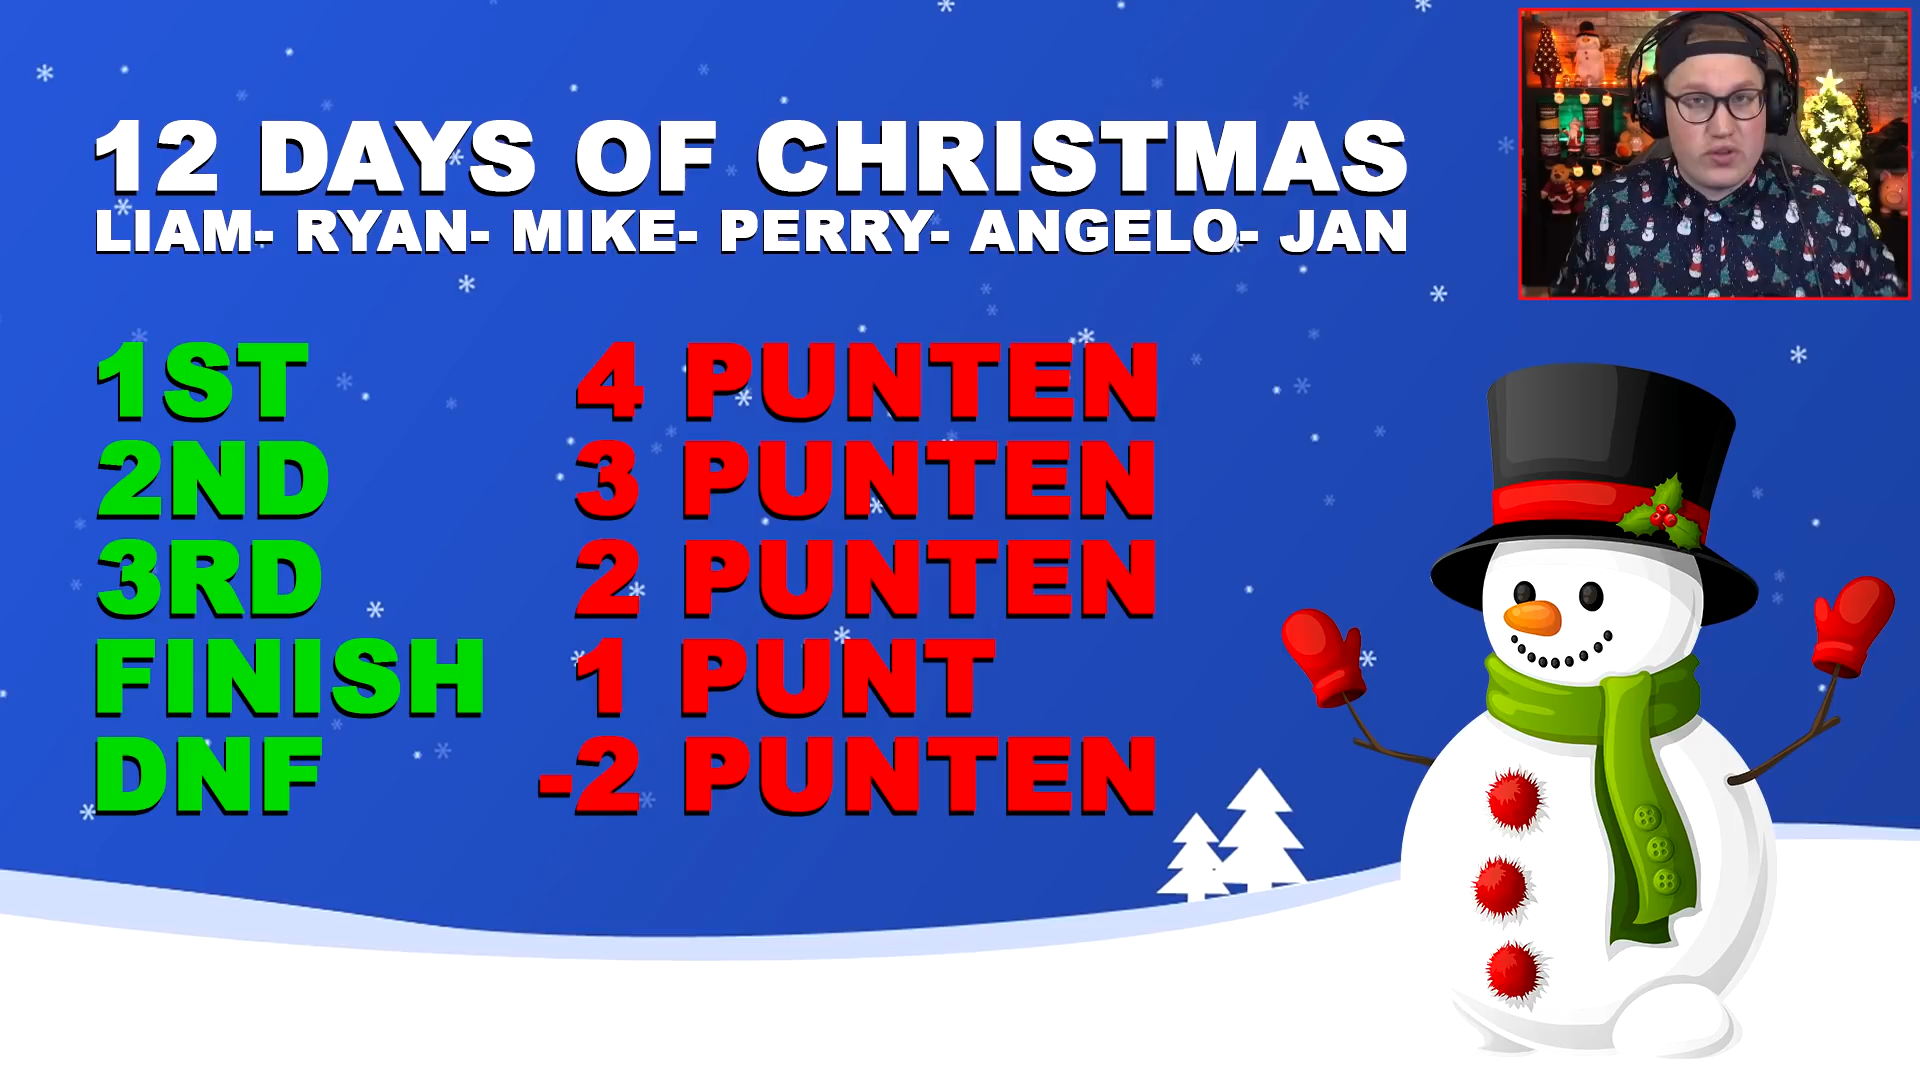 12 DAYS OF CHRISTMAS
LIAM- RYAN- MIKE- PERRY- ANGELO- JAN
1ST 4 PUNTEN
2ND 3 PUNTEN
3RD 2 PUNTEN
FINISH 1 PUNT
DNF -2 PUNTEN